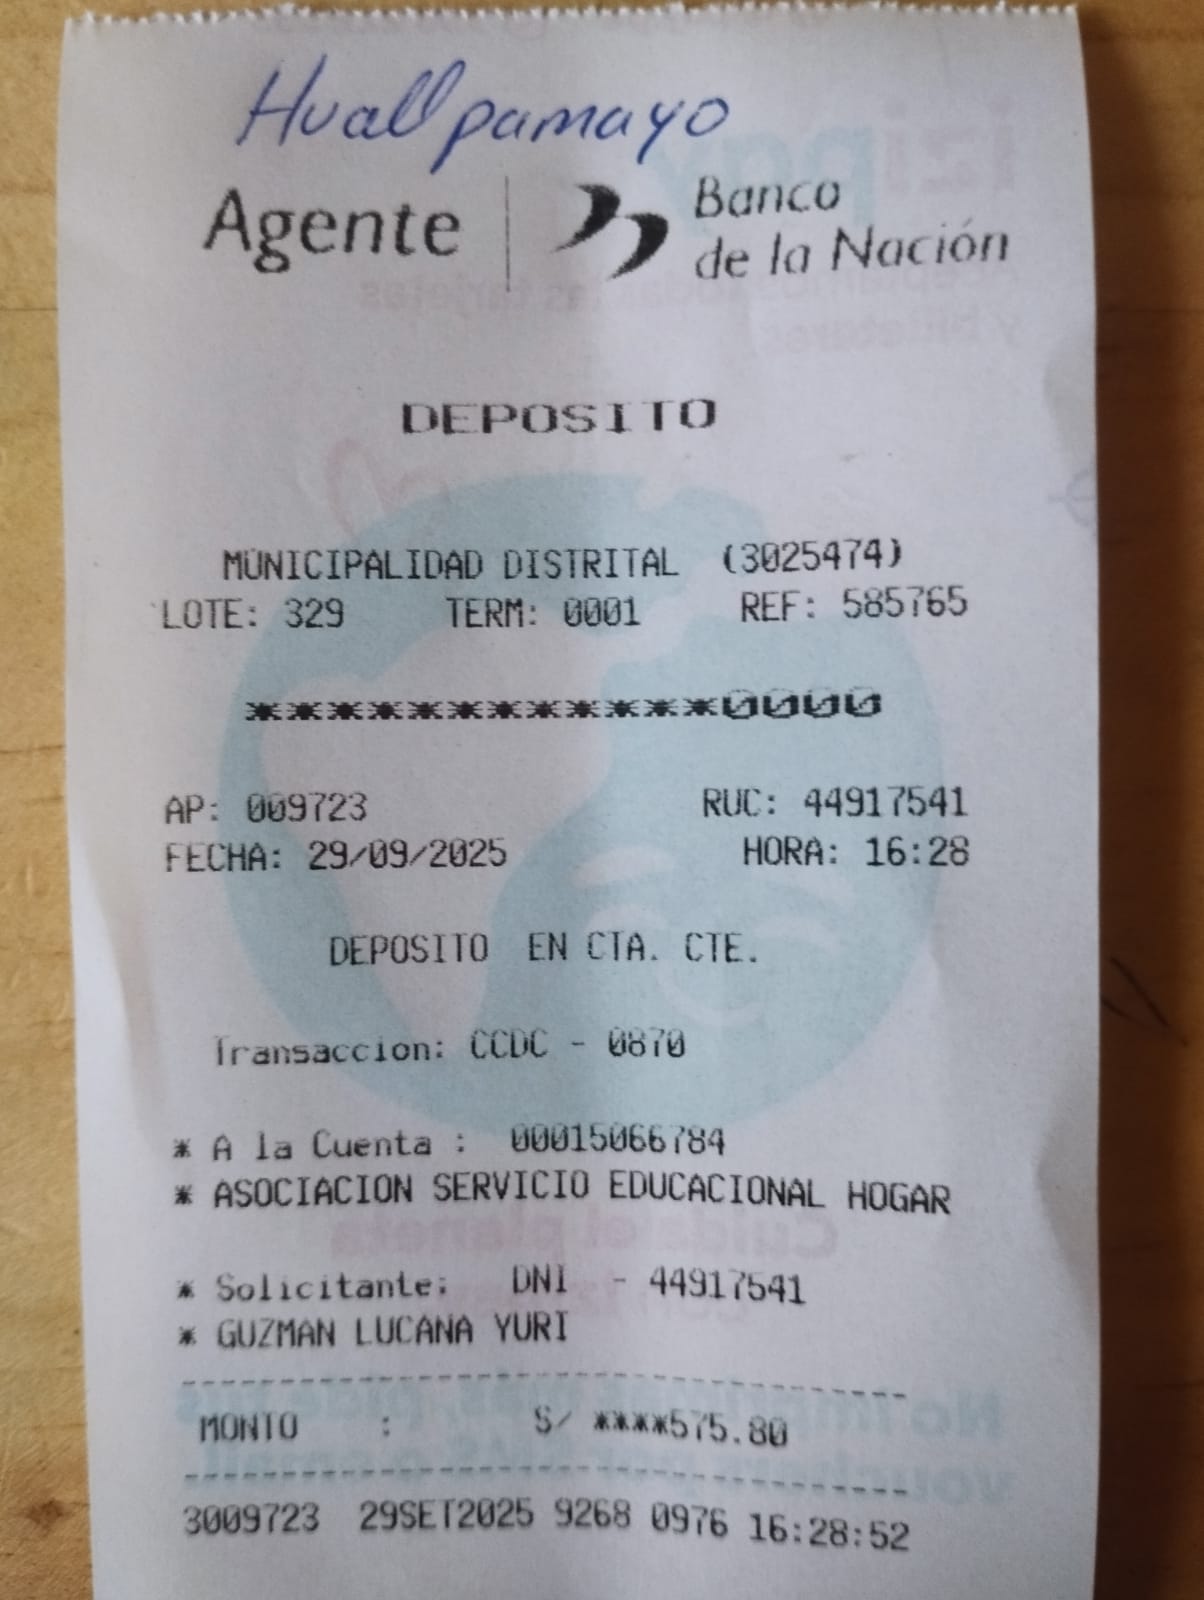 Huallpamayo
Agente | Banco de la Nación
DEPOSITO
MUNICIPALIDAD DISTRITAL (3025474)
LOTE: 329 TERM: 0001 REF: 585765
************0000
AP: 009723 RUC: 44917541
FECHA: 29/09/2025 HORA: 16:28
DEPOSITO EN CTA. CTE.
Transaccion: CCDC - 0870
* A la Cuenta : 00015066784
* ASOCIACION SERVICIO EDUCACIONAL HOGAR
* Solicitante: DNI - 44917541
* GUZMAN LUCANA YURI
MONTO : S/ ****575.80
3009723 29SET2025 9268 0976 16:28:52